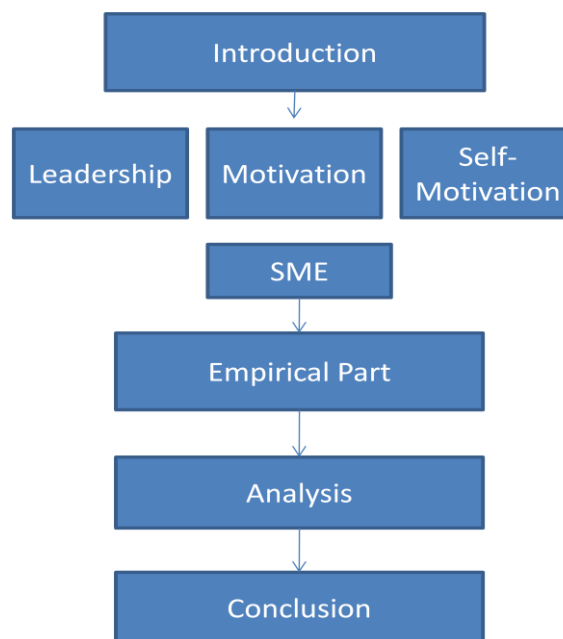 Introduction
Leadership
Motivation
Self-
Motivation
SME
Empirical Part
Analysis
Conclusion